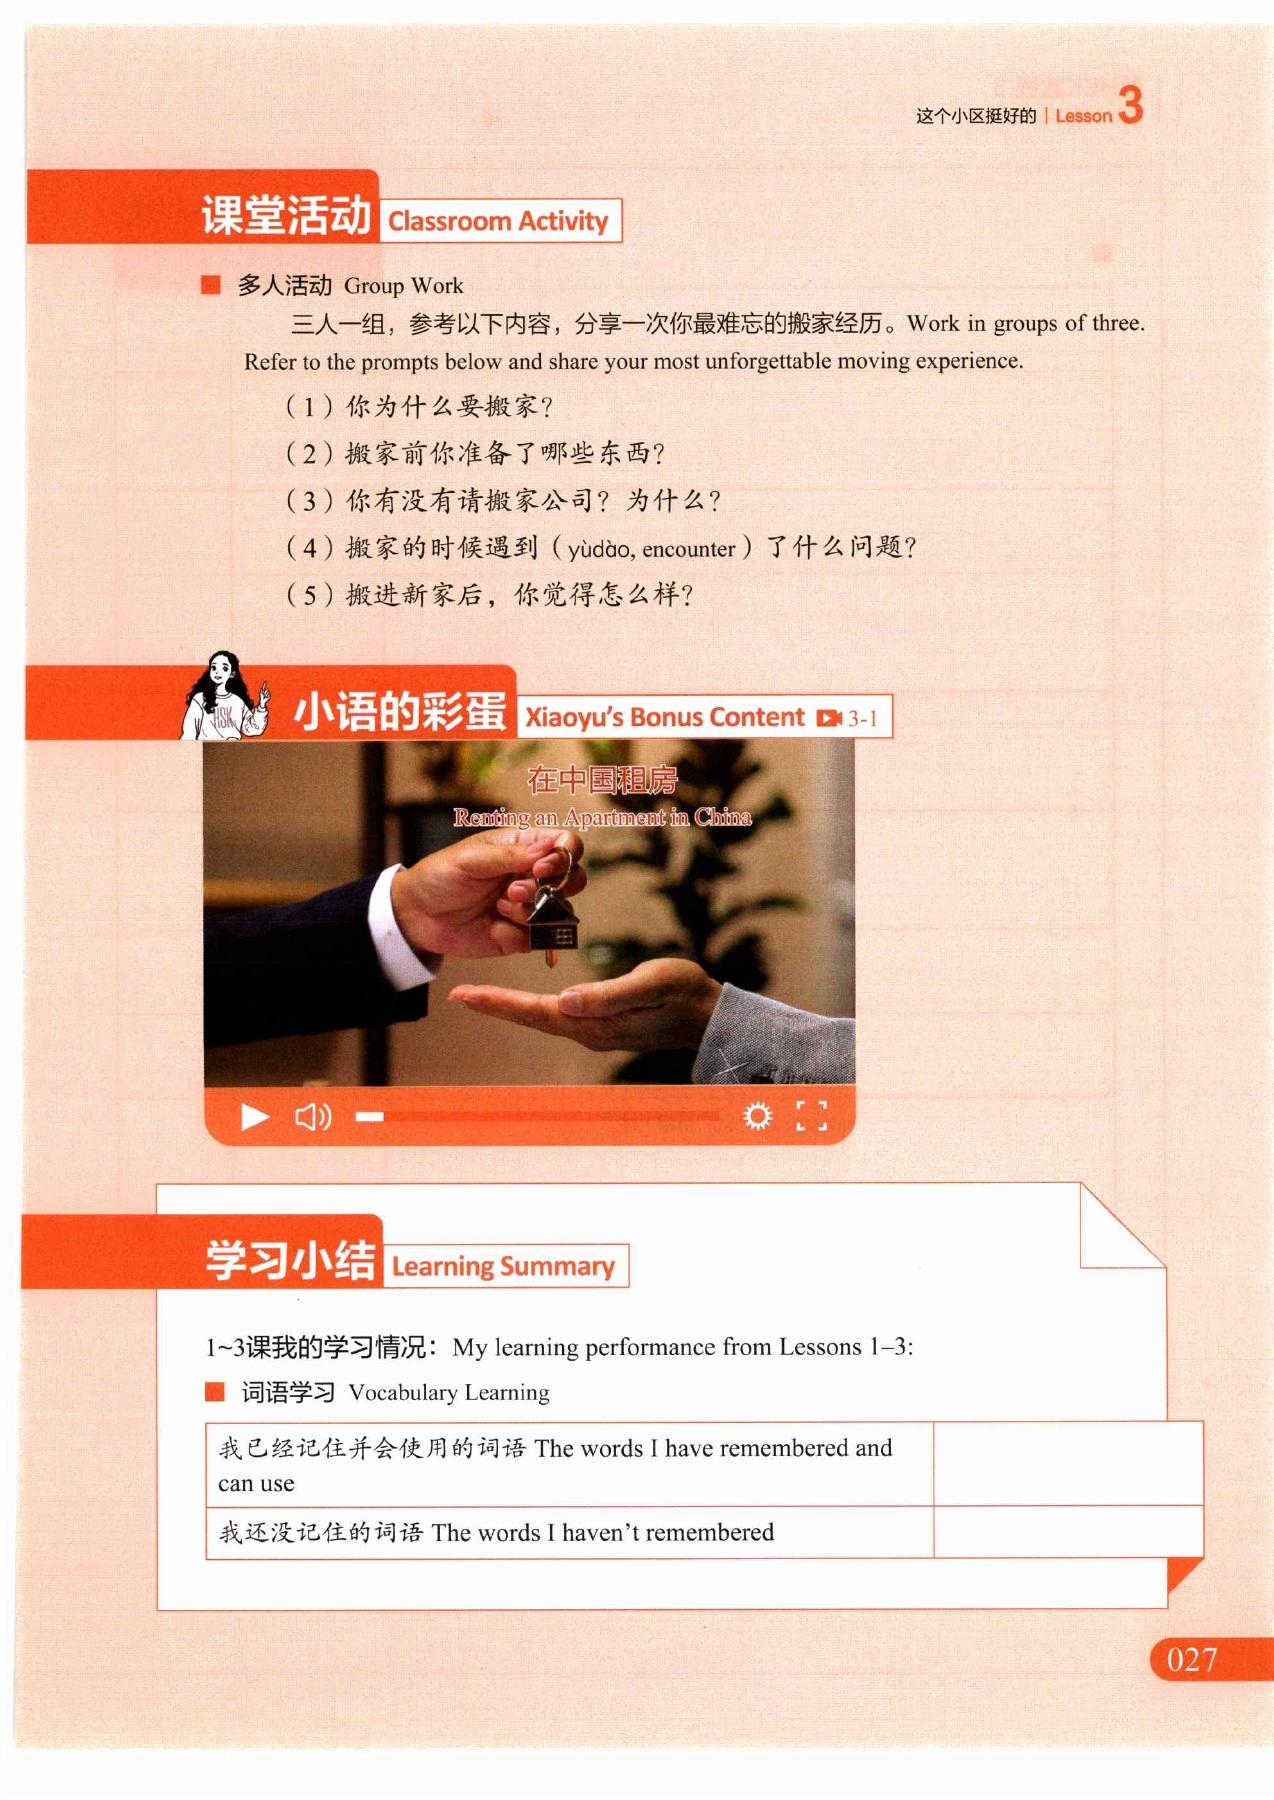 这个小区挺好的 | Lesson 3
课堂活动 Classroom Activity
多人活动 Group Work
三人一组，参考以下内容，分享一次你最难忘的搬家经历。Work in groups of three.
Refer to the prompts below and share your most unforgettable moving experience.
（1）你为什么要搬家？
（2）搬家前你准备了哪些东西？
（3）你有没有请搬家公司？为什么？
（4）搬家的时候遇到（yùdào, encounter）了什么问题？
（5）搬进新家后，你觉得怎么样？
HSK
小语的彩蛋 Xiaoyu's Bonus Content 3-1
在中国租房
Renting an Apartment in China
学习小结 Learning Summary
1~3课我的学习情况：My learning performance from Lessons 1–3:
词语学习 Vocabulary Learning
我已经记住并会使用的词语 The words I have remembered and
can use
我还没记住的词语 The words I haven't remembered
027